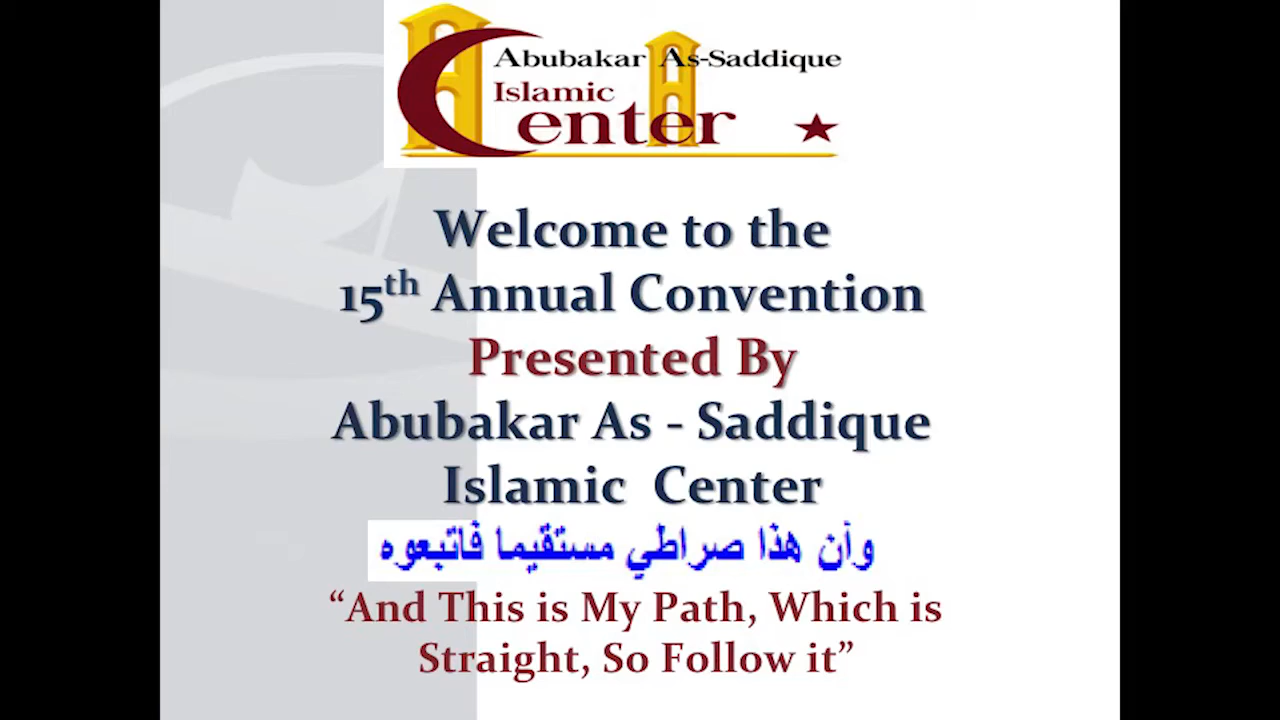 Abubakar As-Saddique
Islamic
Center
Welcome to the
15th Annual Convention
Presented By
Abubakar As - Saddique
Islamic Center
وأن هذا صراطي مستقيما فاتبعوه
“And This is My Path, Which is
Straight, So Follow it”